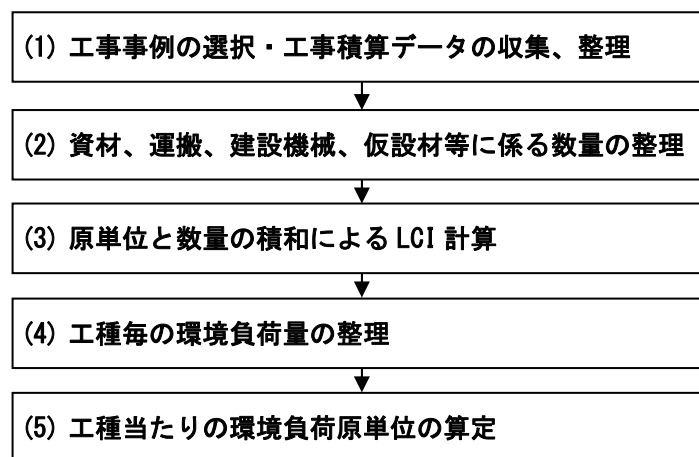 (1) 工事事例の選択・工事積算データの収集、整理
(2) 資材、運搬、建設機械、仮設材等に係る数量の整理
(3) 原単位と数量の積和による LCI 計算
(4) 工種毎の環境負荷量の整理
(5) 工種当たりの環境負荷原単位の算定